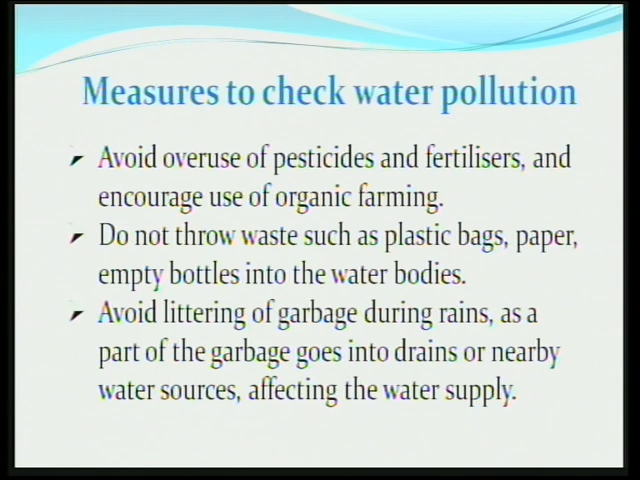 Measures to check water pollution
Avoid overuse of pesticides and fertilisers, and
encourage use of organic farming.
Do not throw waste such as plastic bags, paper,
empty bottles into the water bodies.
Avoid littering of garbage during rains, as a
part of the garbage goes into drains or nearby
water sources, affecting the water supply.